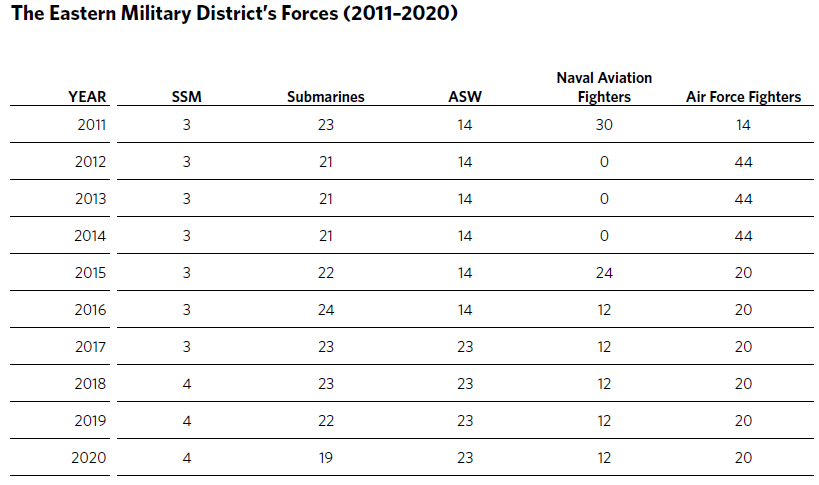 The Eastern Military District's Forces (2011–2020)
Naval Aviation
YEAR SSM Submarines ASW Fighters Air Force Fighters
2011 3 23 14 30 14
2012 3 21 14 0 44
2013 3 21 14 0 44
2014 3 21 14 0 44
2015 3 22 14 24 20
2016 3 24 14 12 20
2017 3 23 23 12 20
2018 4 23 23 12 20
2019 4 22 23 12 20
2020 4 19 23 12 20